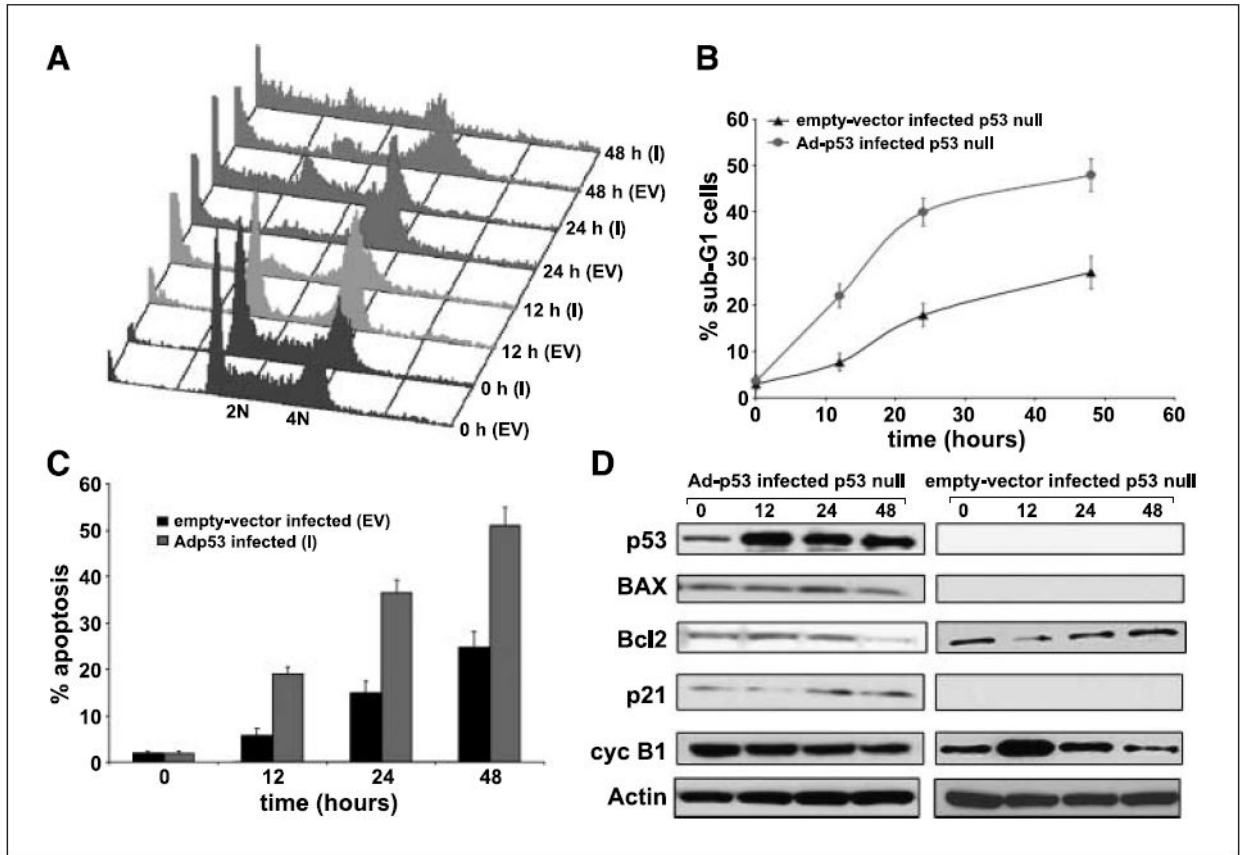 A
48 h (I)
48 h (EV)
24 h (I)
24 h (EV)
12 h (I)
12 h (EV)
0 h (I)
0 h (EV)
2N 4N
B
empty-vector infected p53 null
Ad-p53 infected p53 null
% sub-G1 cells
60
50
40
30
20
10
0
0 10 20 30 40 50 60
time (hours)
C
empty-vector infected (EV)
Adp53 infected (I)
% apoptosis
60
50
40
30
20
10
0
0 12 24 48
time (hours)
D
Ad-p53 infected p53 null empty-vector infected p53 null
0 12 24 48 0 12 24 48
p53
BAX
Bcl2
p21
cyc B1
Actin